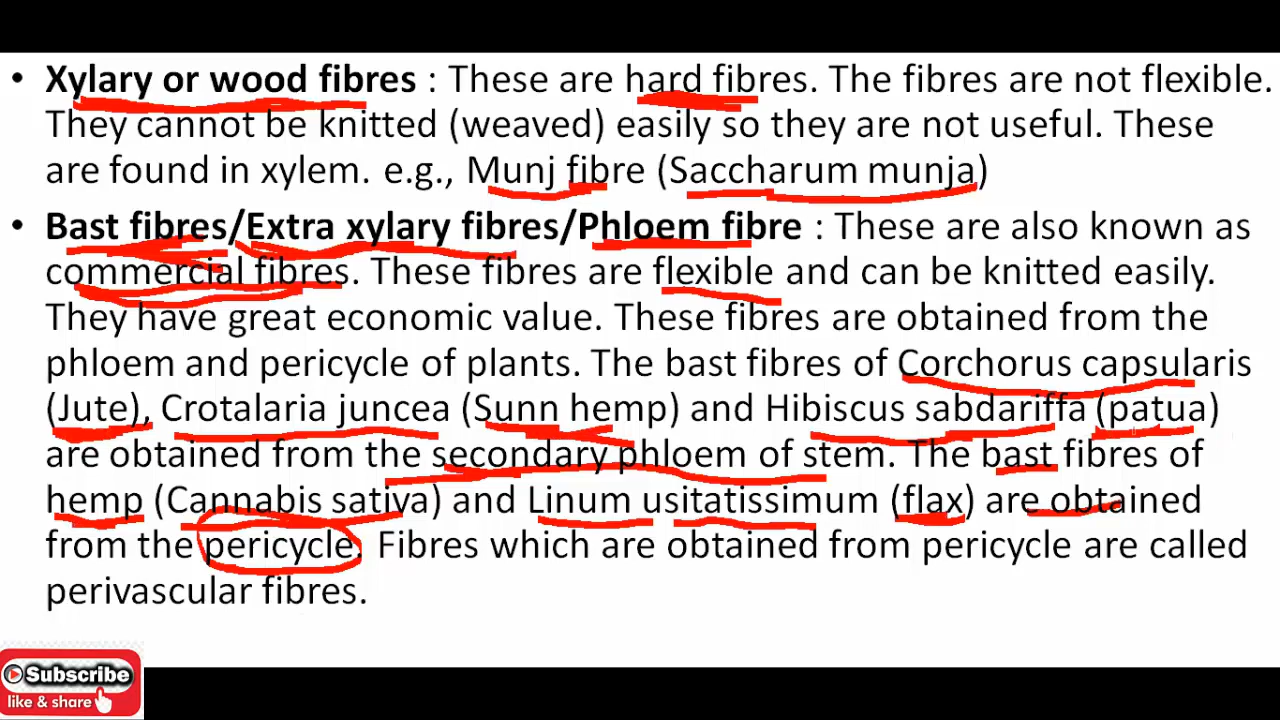 • Xylary or wood fibres : These are hard fibres. The fibres are not flexible.
They cannot be knitted (weaved) easily so they are not useful. These
are found in xylem. e.g., Munj fibre (Saccharum munja)
• Bast fibres/Extra xylary fibres/Phloem fibre : These are also known as
commercial fibres. These fibres are flexible and can be knitted easily.
They have great economic value. These fibres are obtained from the
phloem and pericycle of plants. The bast fibres of Corchorus capsularis
(Jute), Crotalaria juncea (Sunn hemp) and Hibiscus sabdariffa (patua)
are obtained from the secondary phloem of stem. The bast fibres of
hemp (Cannabis sativa) and Linum usitatissimum (flax) are obtained
from the pericycle. Fibres which are obtained from pericycle are called
perivascular fibres.
Subscribe
like & share